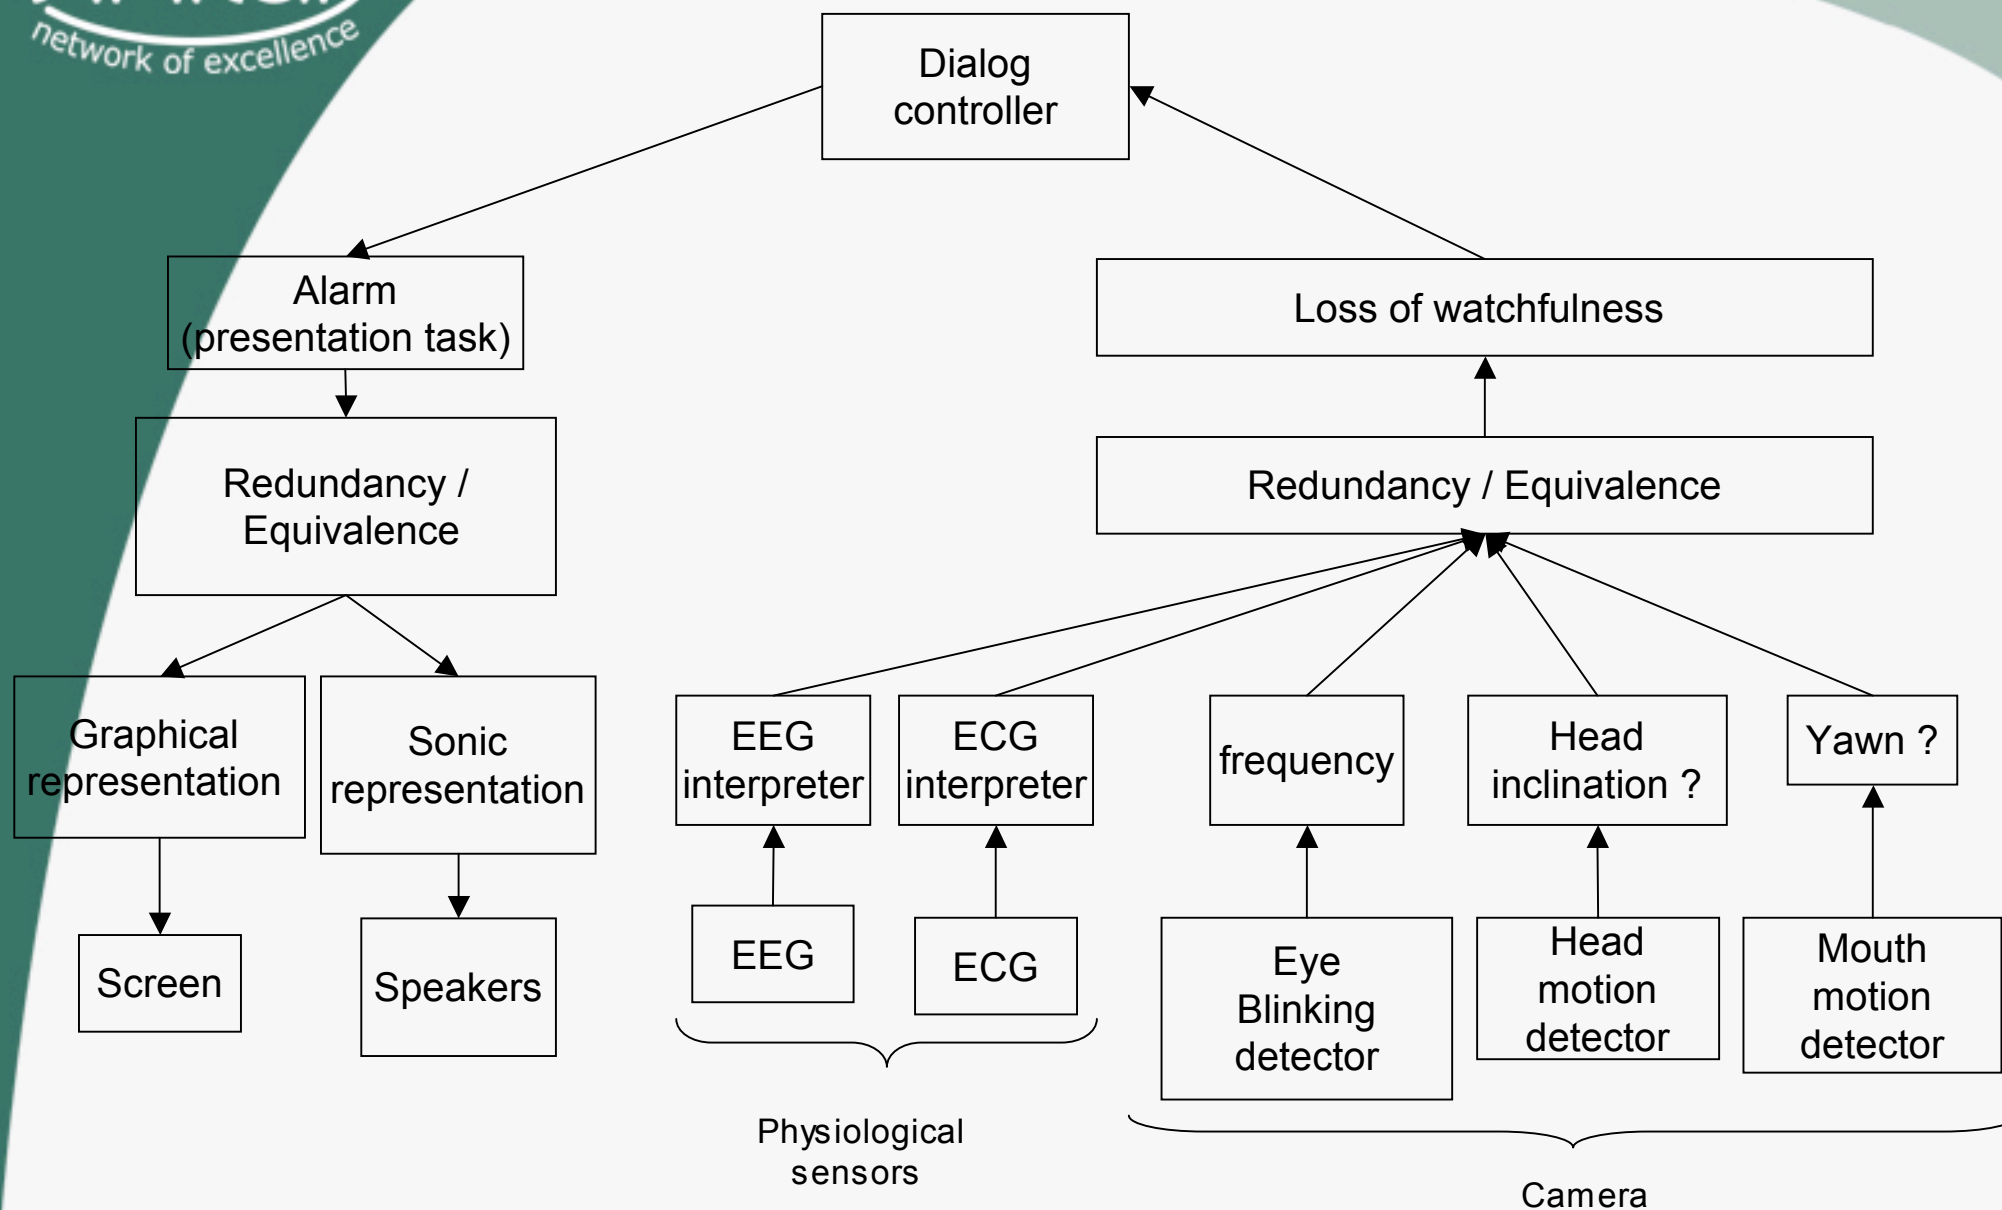 network of excellence
Dialog
controller
Alarm
(presentation task)
Loss of watchfulness
Redundancy /
Equivalence
Redundancy / Equivalence
Graphical
representation
Sonic
representation
EEG
interpreter
ECG
interpreter
frequency
Head
inclination ?
Yawn ?
Screen
Speakers
EEG
ECG
Eye
Blinking
detector
Head
motion
detector
Mouth
motion
detector
Physiological
sensors
Camera